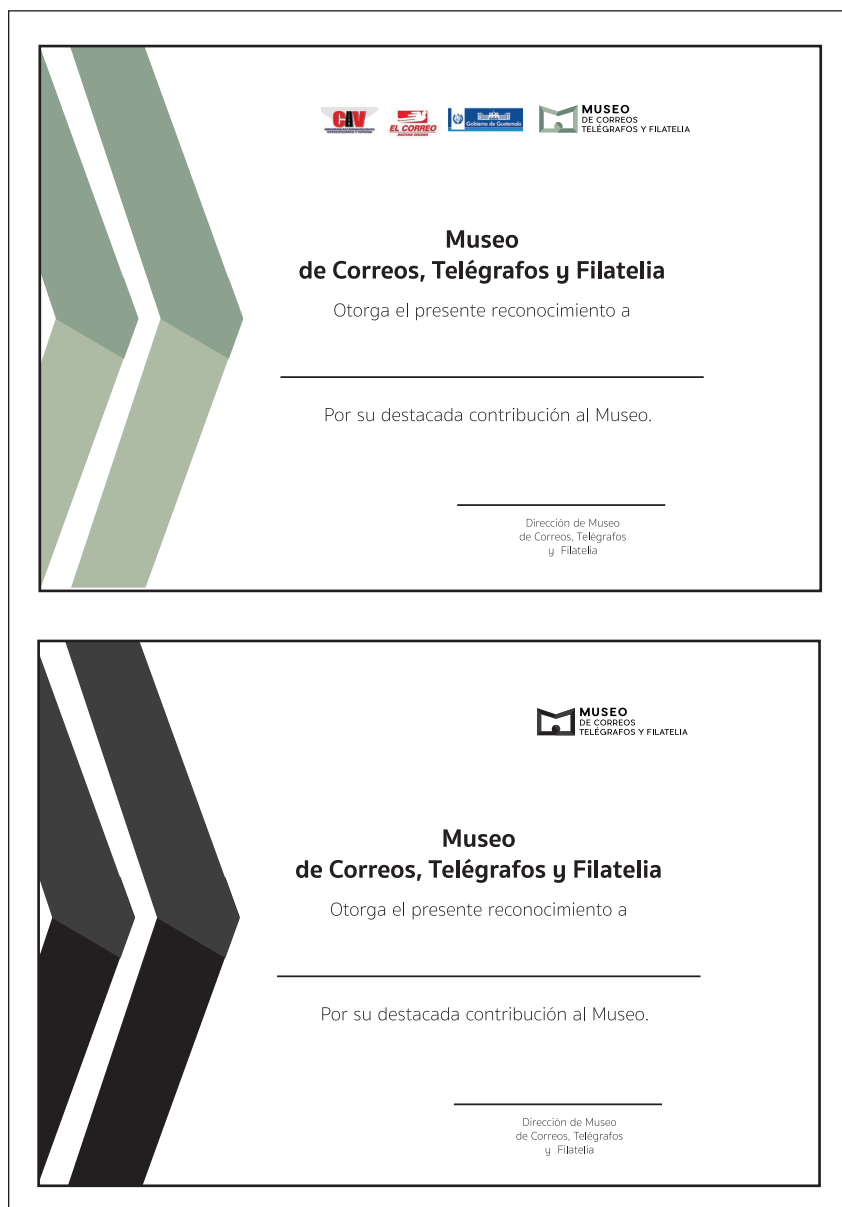 CIV
EL CORREO
DESTINO SEGURO
Gobierno de Guatemala
MUSEO
DE CORREOS
TELÉGRAFOS Y FILATELIA
Museo
de Correos, Telégrafos y Filatelia
Otorga el presente reconocimiento a
Por su destacada contribución al Museo.
Dirección de Museo
de Correos, Telégrafos
y Filatelia
MUSEO
DE CORREOS
TELÉGRAFOS Y FILATELIA
Museo
de Correos, Telégrafos y Filatelia
Otorga el presente reconocimiento a
Por su destacada contribución al Museo.
Dirección de Museo
de Correos, Telégrafos
y Filatelia